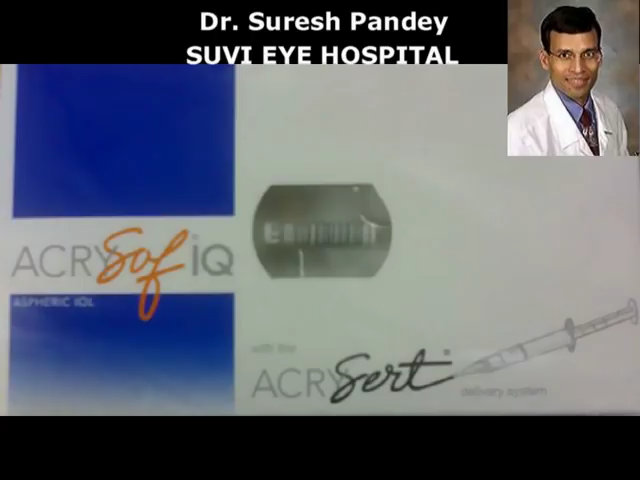 Dr. Suresh Pandey
SUVI EYE HOSPITAL
ACRYSof IQ
ASPHERIC IOL
with the
ACRYSert
delivery system